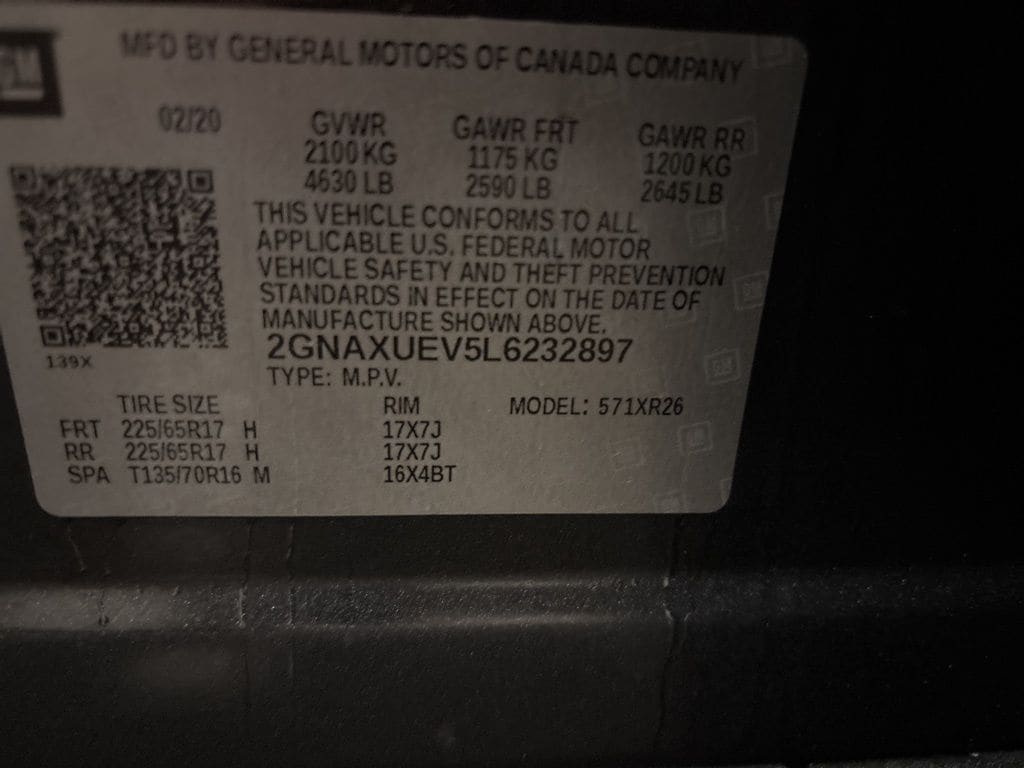 GM
MFD BY GENERAL MOTORS OF CANADA COMPANY
02/20 GVWR GAWR FRT GAWR RR
2100 KG 1175 KG 1200 KG
4630 LB 2590 LB 2645 LB
THIS VEHICLE CONFORMS TO ALL
APPLICABLE U.S. FEDERAL MOTOR
VEHICLE SAFETY AND THEFT PREVENTION
STANDARDS IN EFFECT ON THE DATE OF
MANUFACTURE SHOWN ABOVE.
2GNAXUEV5L6232897
139X
TYPE: M.P.V.
TIRE SIZE RIM MODEL: 571XR26
FRT 225/65R17 H 17X7J
RR 225/65R17 H 17X7J
SPA T135/70R16 M 16X4BT